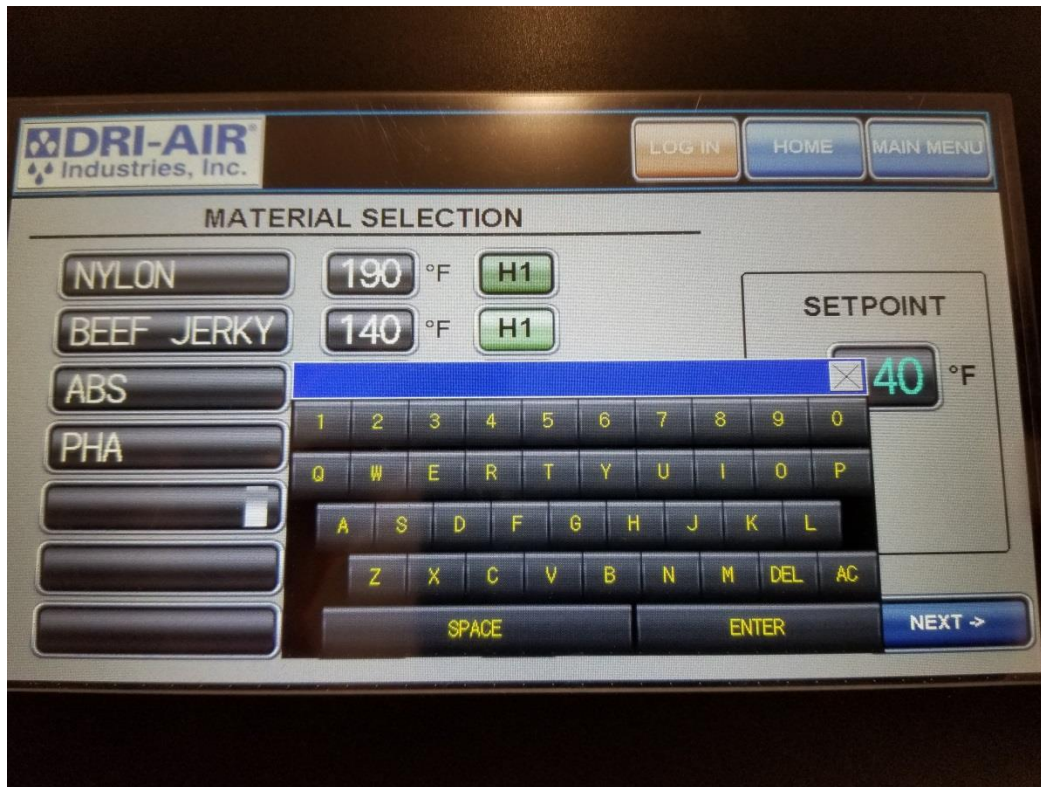 DRI-AIR®
Industries, Inc.
LOG IN HOME MAIN MENU
MATERIAL SELECTION
NYLON 190 °F H1
BEEF JERKY 140 °F H1
SETPOINT
ABS 40 °F
PHA
1 2 3 4 5 6 7 8 9 0
Q W E R T Y U I O P
A S D F G H J K L
Z X C V B N M DEL AC
SPACE ENTER NEXT ->